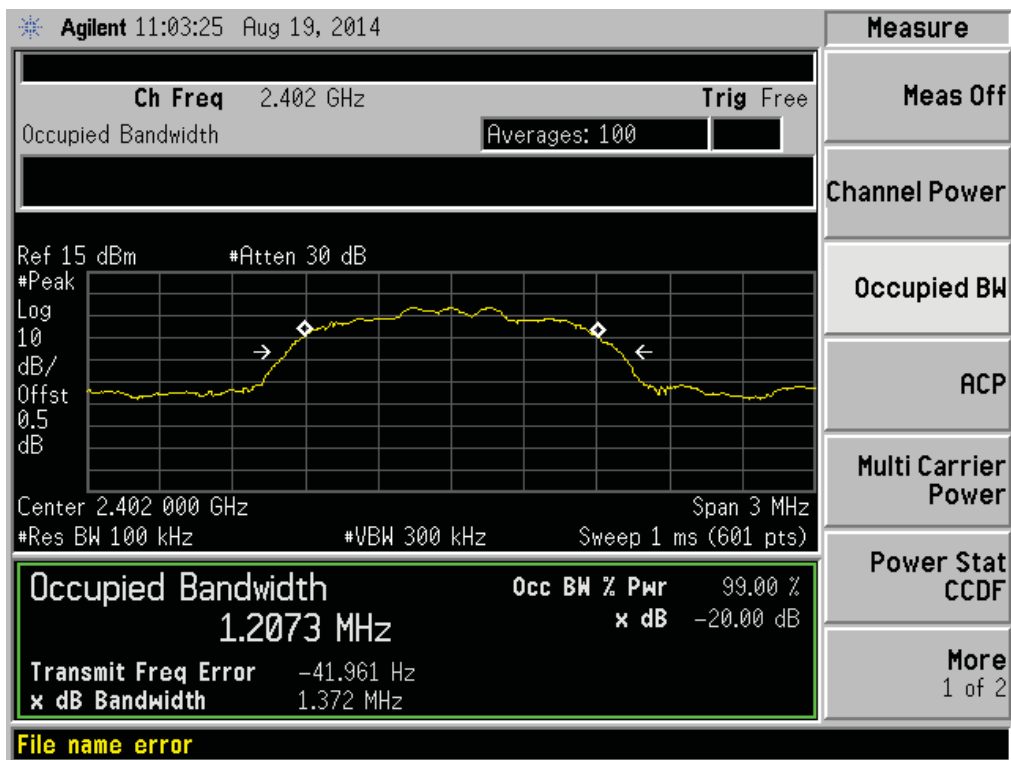 Agilent 11:03:25 Aug 19, 2014
Measure
Ch Freq 2.402 GHz Trig Free
Occupied Bandwidth Averages: 100
Ref 15 dBm #Atten 30 dB
#Peak
Log
10
dB/
Offst
0.5
dB
Center 2.402 000 GHz Span 3 MHz
#Res BW 100 kHz #VBW 300 kHz Sweep 1 ms (601 pts)
Occupied Bandwidth Occ BW % Pwr 99.00 %
1.2073 MHz x dB -20.00 dB
Transmit Freq Error -41.961 Hz
x dB Bandwidth 1.372 MHz
File name error
Meas Off
Channel Power
Occupied BW
ACP
Multi Carrier
Power
Power Stat
CCDF
More
1 of 2